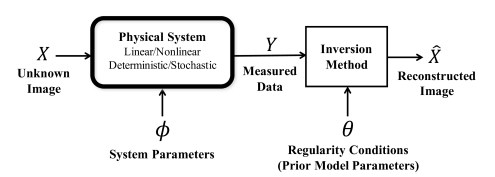 Physical System
Linear/Nonlinear
Deterministic/Stochastic
X
Unknown
Image
Y
Measured
Data
Inversion
Method
X̂
Reconstructed
Image
ϕ
System Parameters
θ
Regularity Conditions
(Prior Model Parameters)